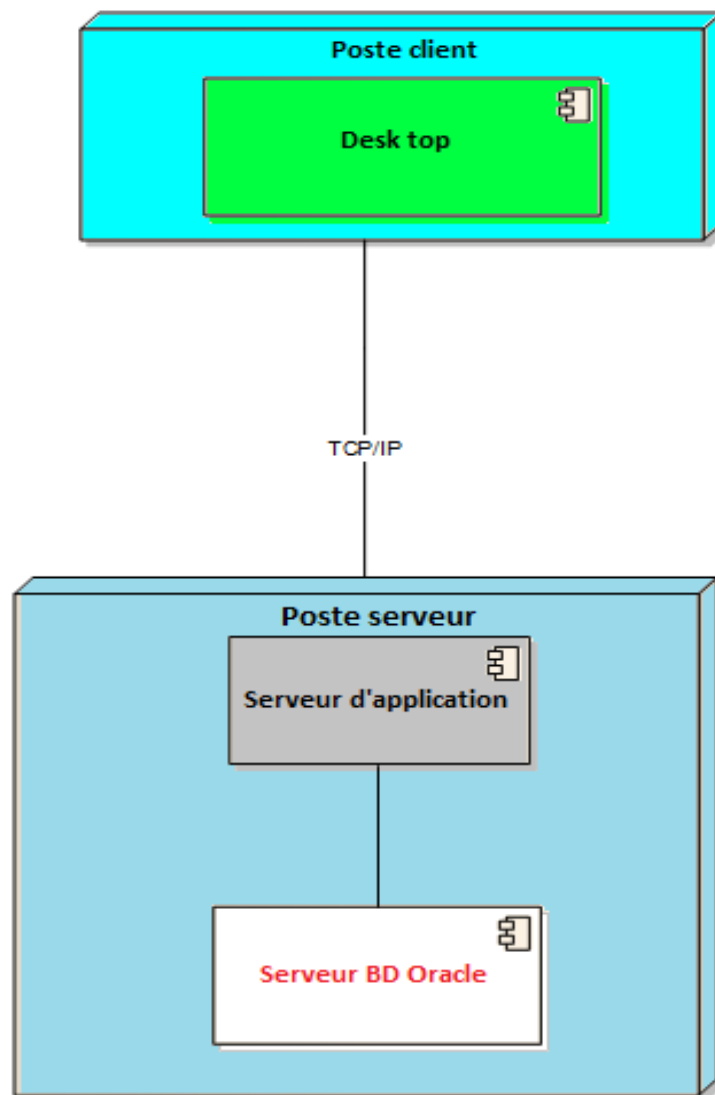 Poste client
Desk top
TCP/IP
Poste serveur
Serveur d'application
Serveur BD Oracle